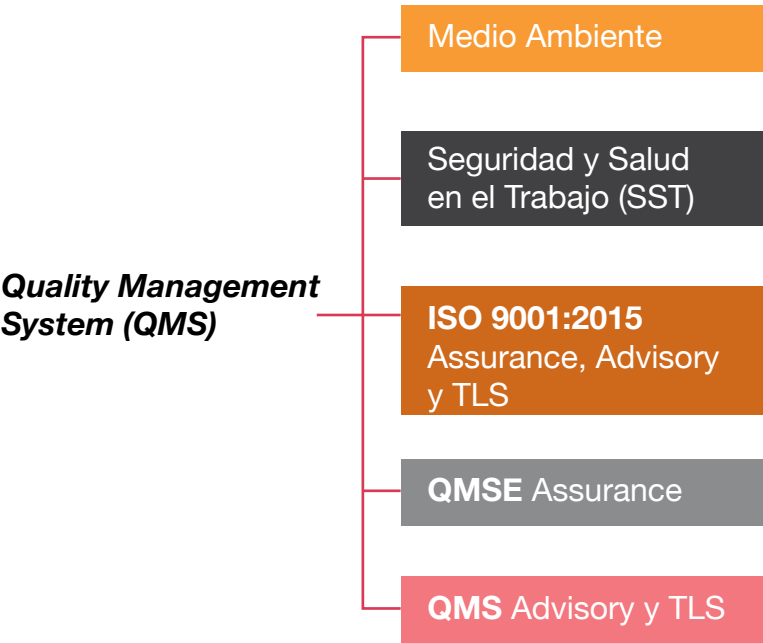 Quality Management
System (QMS)
Medio Ambiente
Seguridad y Salud
en el Trabajo (SST)
ISO 9001:2015
Assurance, Advisory
y TLS
QMSE Assurance
QMS Advisory y TLS